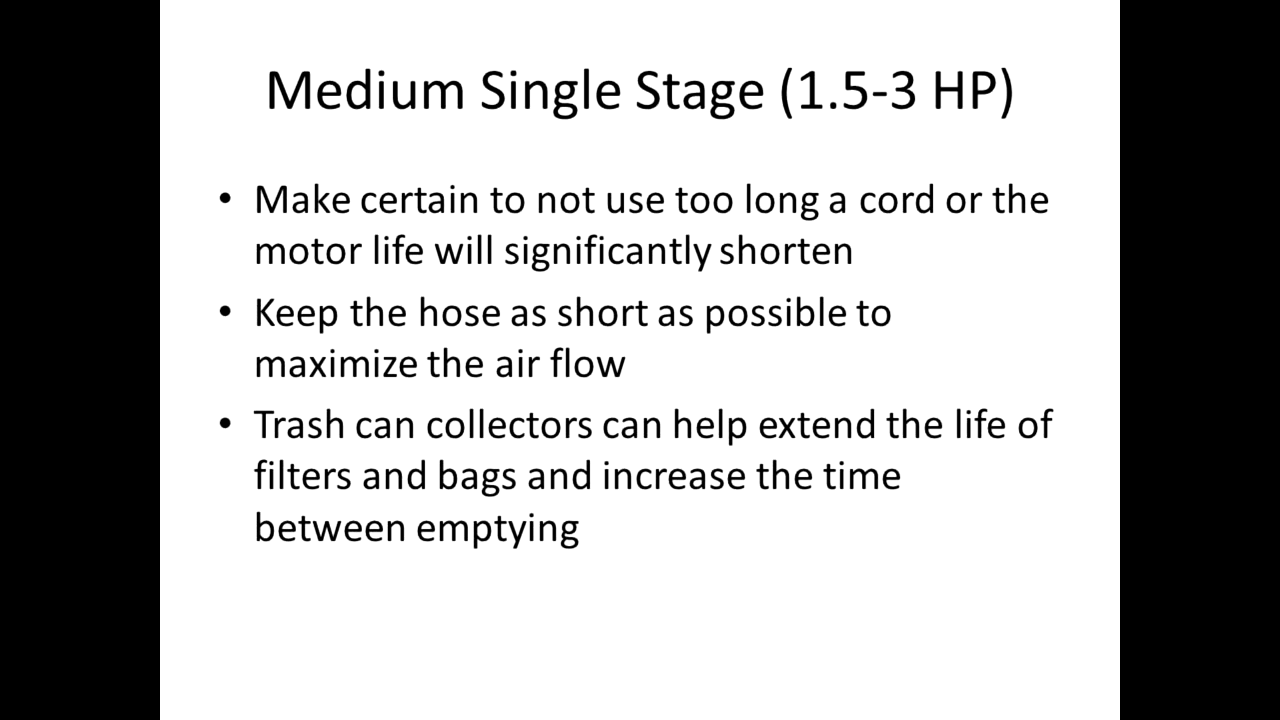 Medium Single Stage (1.5-3 HP)
• Make certain to not use too long a cord or the
motor life will significantly shorten
• Keep the hose as short as possible to
maximize the air flow
• Trash can collectors can help extend the life of
filters and bags and increase the time
between emptying